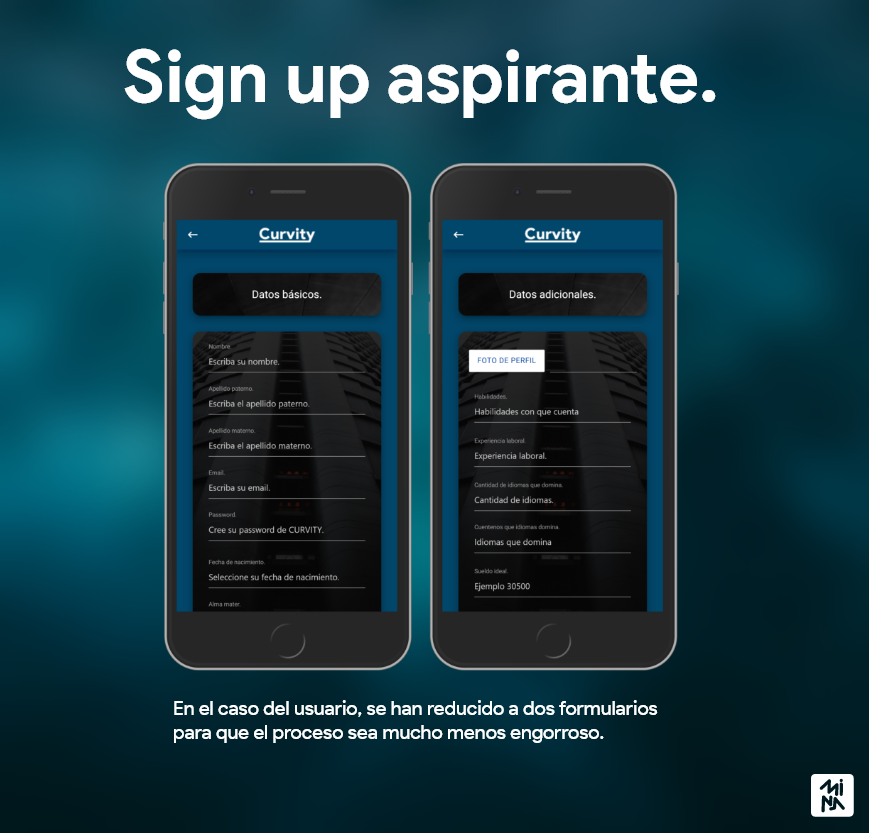 Sign up aspirante.
Curvity
Datos básicos.
Nombre.
Escriba su nombre.
Apellido paterno.
Escriba el apellido paterno.
Apellido materno.
Escriba el apellido materno.
Email.
Escriba su email.
Password.
Cree su password de CURVITY.
Fecha de nacimiento.
Seleccione su fecha de nacimiento.
Alma mater.
Curvity
Datos adicionales.
FOTO DE PERFIL
Habilidades.
Habilidades con que cuenta
Experiencia laboral.
Experiencia laboral.
Cantidad de idiomas que domina.
Cantidad de idiomas.
Cuentenos que idiomas domina.
Idiomas que domina
Sueldo ideal.
Ejemplo 30500
En el caso del usuario, se han reducido a dos formularios
para que el proceso sea mucho menos engorroso.